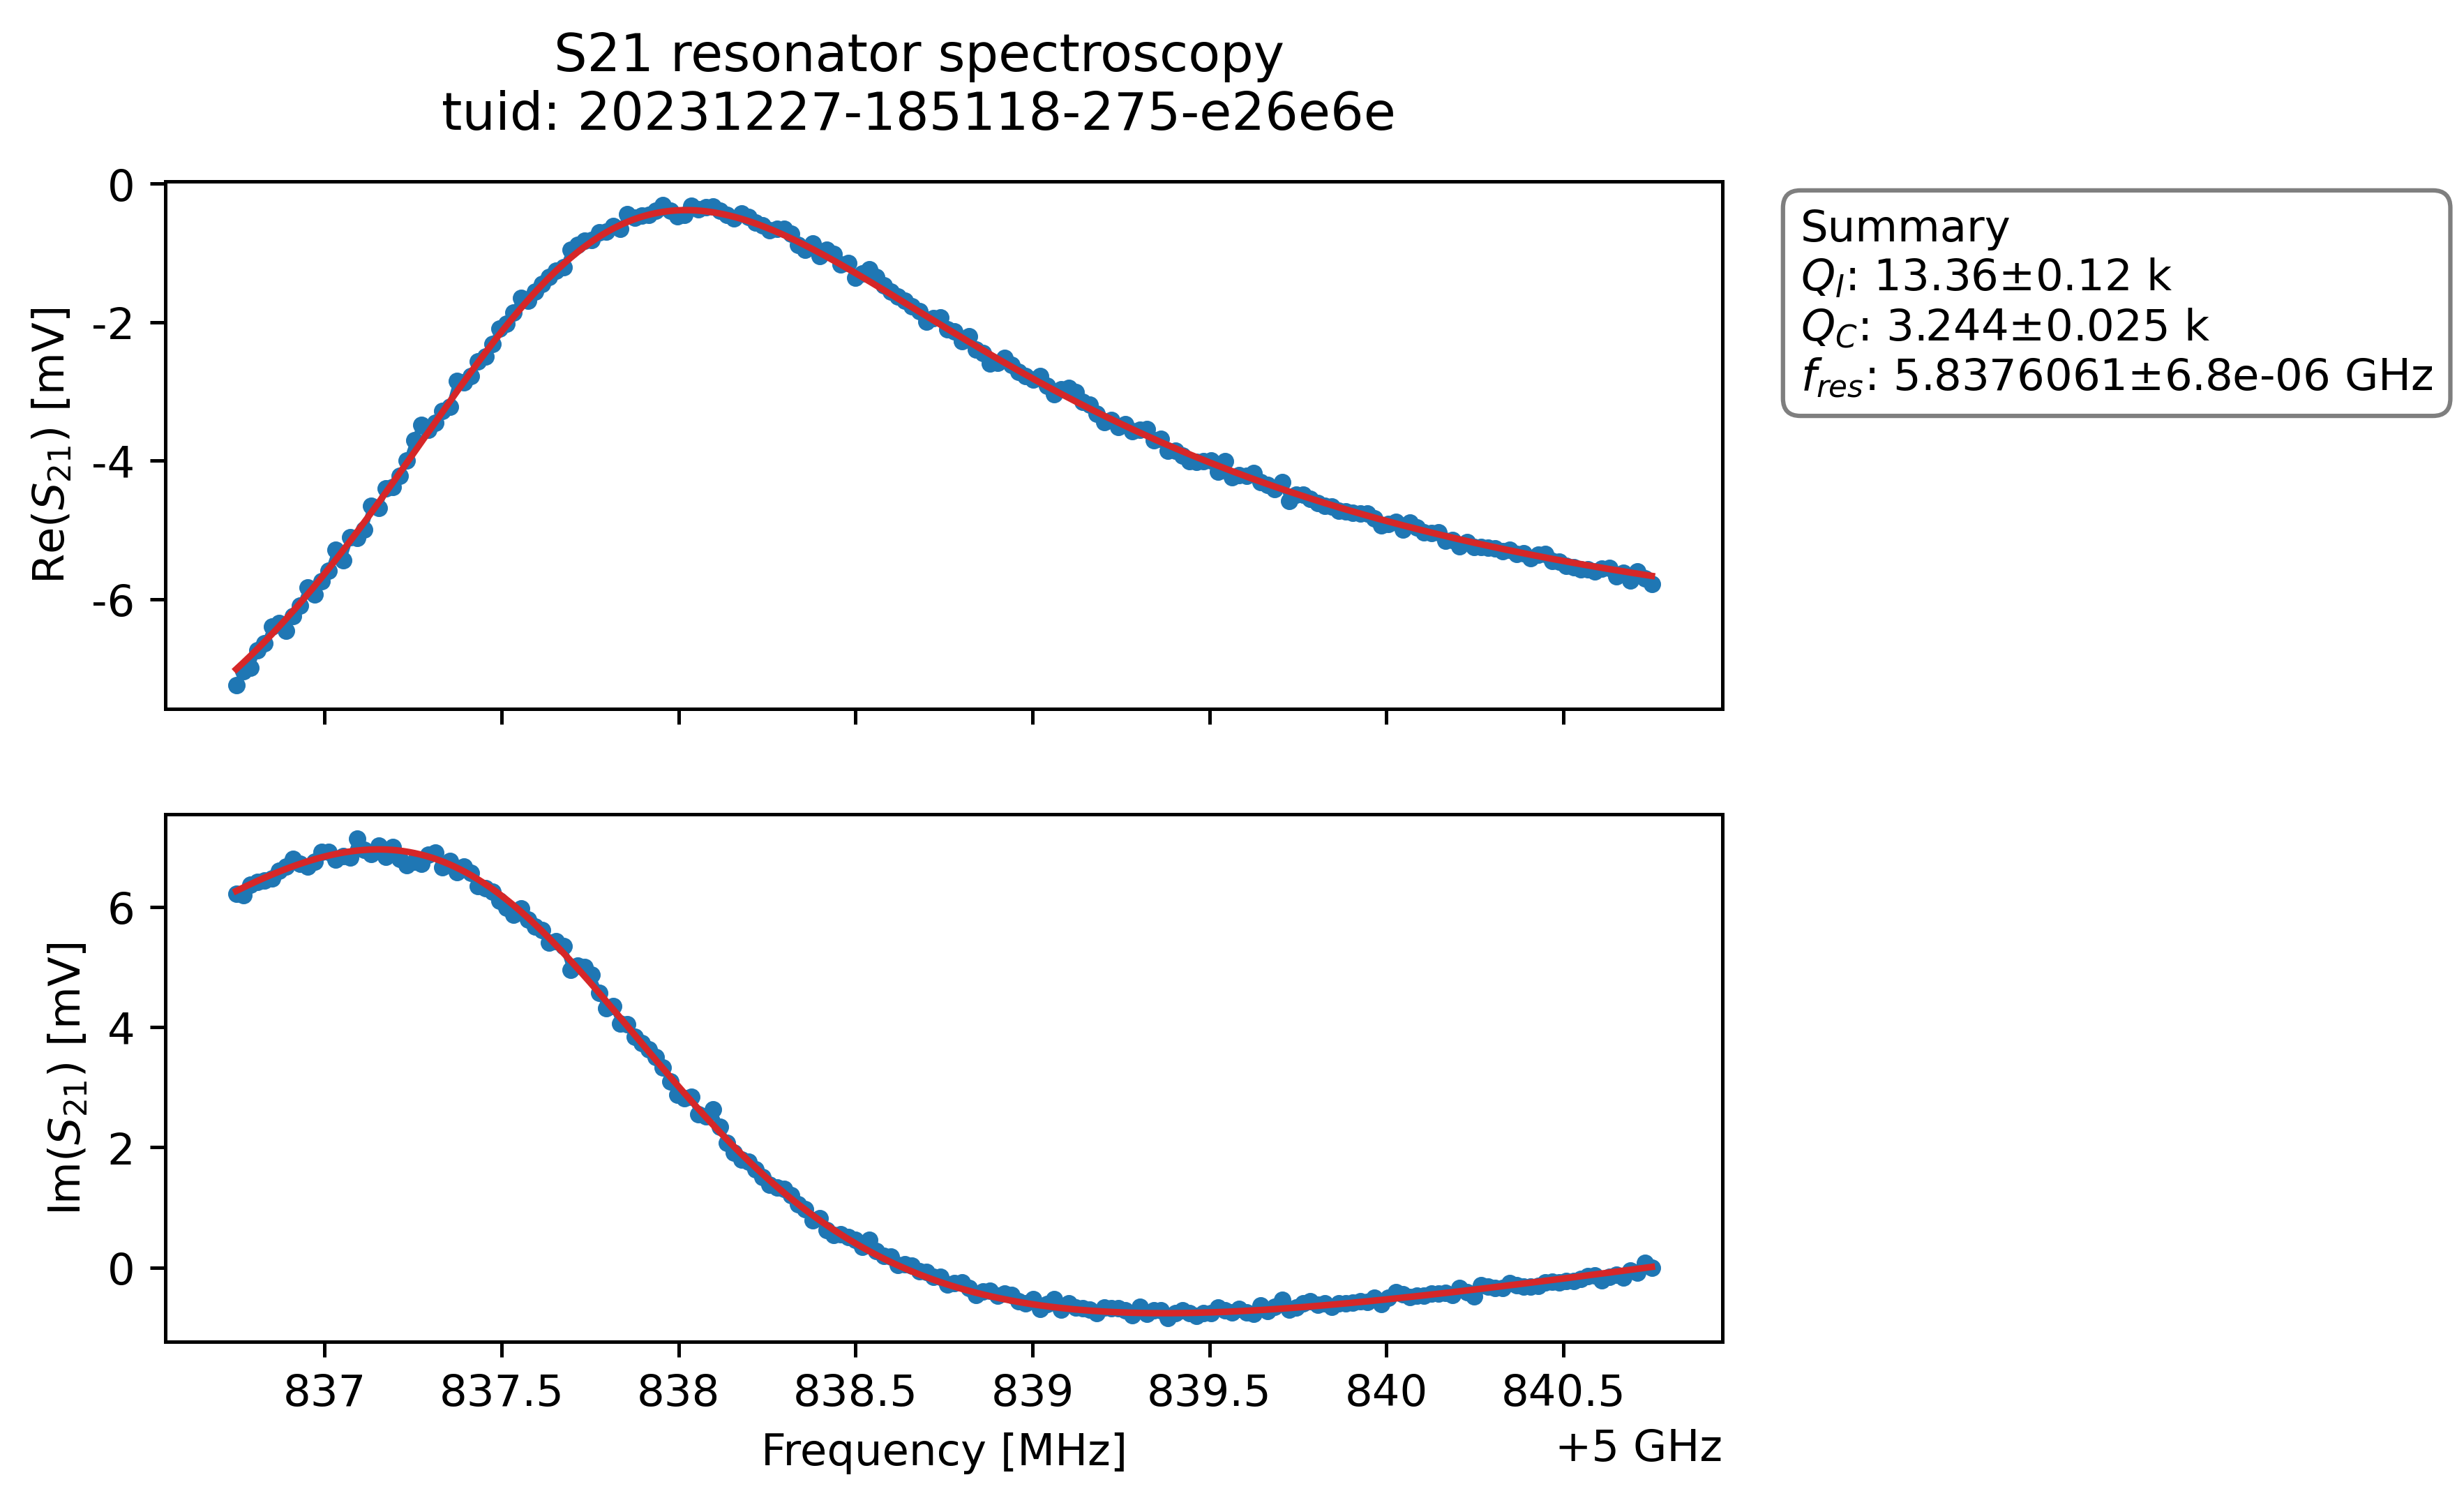 S21 resonator spectroscopy
tuid: 20231227-185118-275-e26e6e
0
-2
-4
-6
Re(S21) [mV]
Summary
QI: 13.36±0.12 k
QC: 3.244±0.025 k
fres: 5.8376061±6.8e-06 GHz
6
4
2
0
Im(S21) [mV]
837 837.5 838 838.5 839 839.5 840 840.5
Frequency [MHz]
+5 GHz